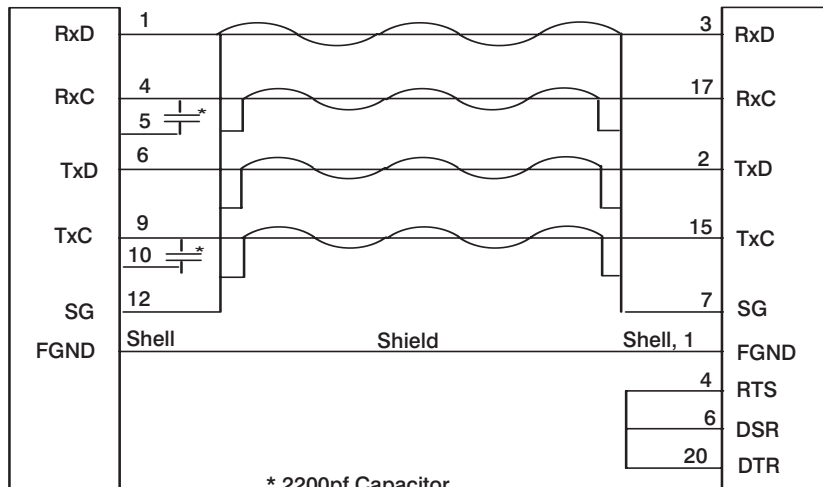 RxD 1 3 RxD
RxC 4 17 RxC
5 *
TxD 6 2 TxD
TxC 9 15 TxC
10 *
SG 12 7 SG
FGND Shell Shield Shell, 1 FGND
4 RTS
6 DSR
20 DTR
* 2200pf Capacitor